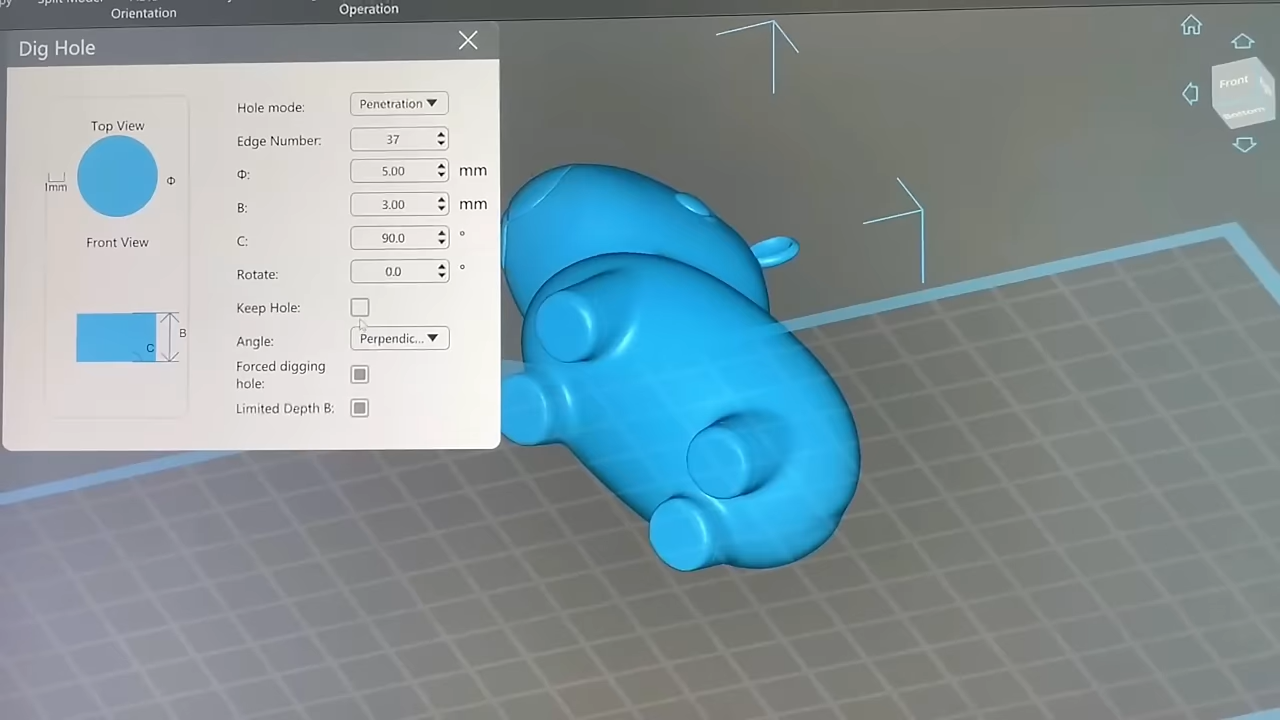 Orientation
Operation
Dig Hole
Top View
1mm
Φ
Front View
B
C
Hole mode: Penetration
Edge Number: 37
Φ: 5.00 mm
B: 3.00 mm
C: 90.0 °
Rotate: 0.0 °
Keep Hole:
Angle: Perpendic...
Forced digging
hole:
Limited Depth B:
Front
Bottom